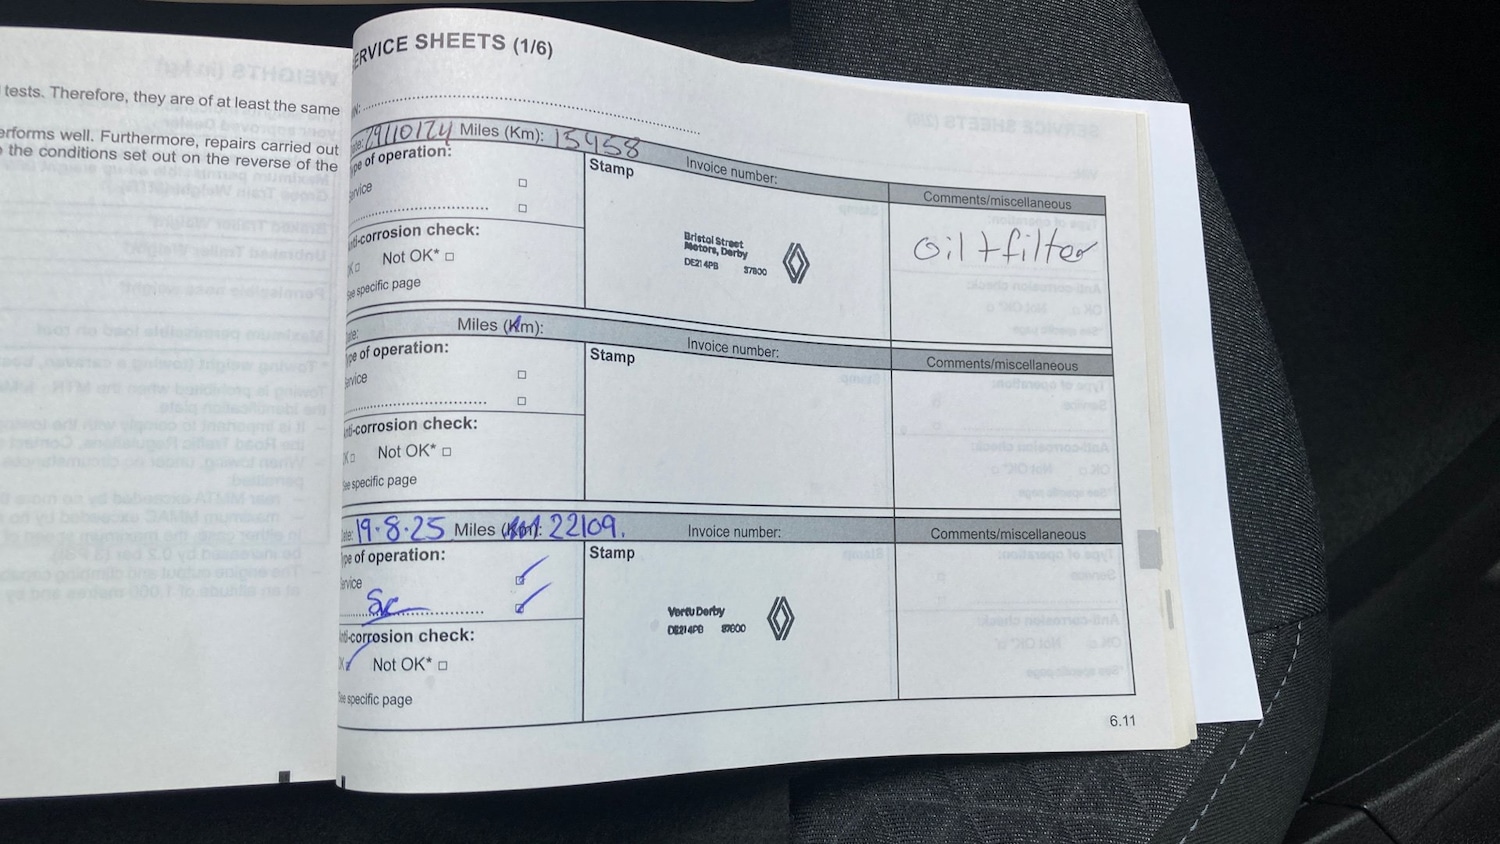 tests. Therefore, they are of at least the same
erforms well. Furthermore, repairs carried out
the conditions set out on the reverse of the
ERVICE SHEETS (1/6)
29/10/24 Miles (Km): 15458
Invoice number:
Comments/miscellaneous
pe of operation:
ervice
Stamp
Bristol Street
Motors, Derby
DE21 4PB 37800
Oil + filter
nti-corrosion check:
Not OK*
ee specific page
Miles (Km):
Invoice number:
Comments/miscellaneous
pe of operation:
ervice
Stamp
nti-corrosion check:
Not OK*
ee specific page
19.8.25 Miles (Km): 22109.
Invoice number:
Comments/miscellaneous
pe of operation:
ervice
Stamp
Vertu Derby
DE21 4PB
nti-corrosion check:
Not OK*
ee specific page
6.11